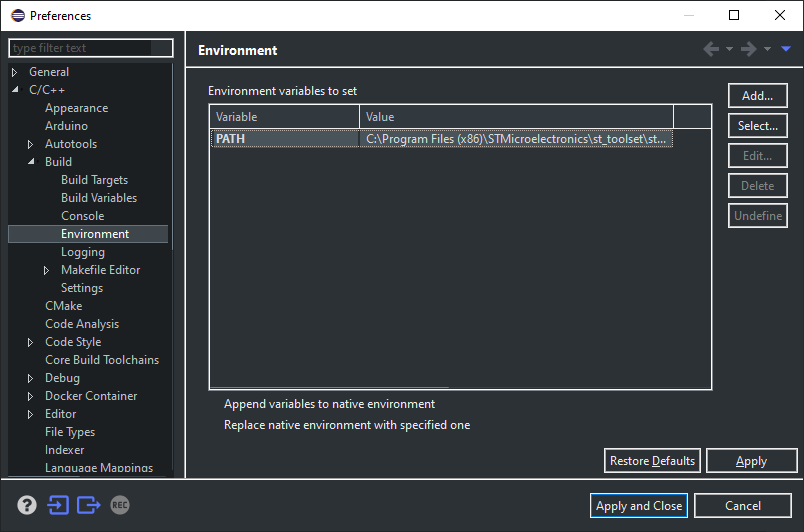 Preferences
type filter text
General
C/C++
Appearance
Arduino
Autotools
Build
Build Targets
Build Variables
Console
Environment
Logging
Makefile Editor
Settings
CMake
Code Analysis
Code Style
Core Build Toolchains
Debug
Docker Container
Editor
File Types
Indexer
Language Mappings
Environment
Environment variables to set
Variable Value
PATH C:\Program Files (x86)\STMicroelectronics\st_toolset\st...
Add...
Select...
Edit...
Delete
Undefine
Append variables to native environment
Replace native environment with specified one
Restore Defaults Apply
? REC
Apply and Close Cancel